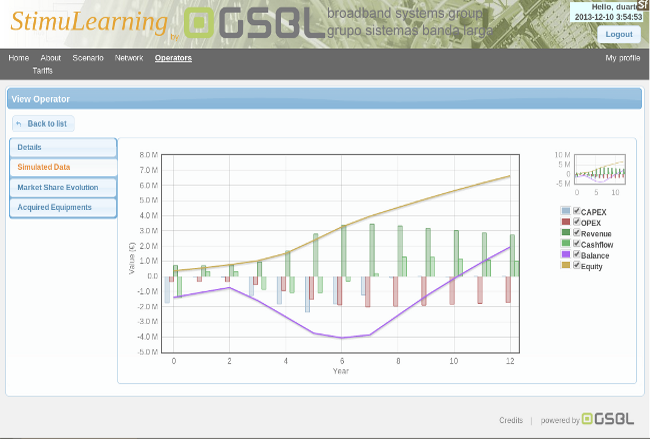 StimuLearning
GSBL
broadband systems group
grupo sistemas banda larga
Hello, duarte
2013-12-10 3:54:53
Logout
Home About Scenario Network Operators My profile
Tariffs
View Operator
Back to list
Details
Simulated Data
Market Share Evolution
Acquired Equipments
8.0 M
7.0 M
6.0 M
5.0 M
4.0 M
3.0 M
2.0 M
1.0 M
0.0
-1.0 M
-2.0 M
-3.0 M
-4.0 M
-5.0 M
Value (€)
0 2 4 6 8 10 12
Year
10 M
5 M
0
-5 M
0 5 10
CAPEX
OPEX
Revenue
Cashflow
Balance
Equity
Credits | powered by GSBL